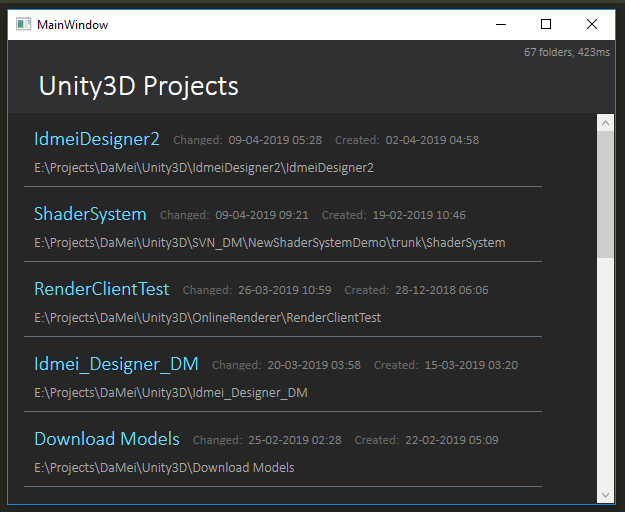 MainWindow
67 folders, 423ms
Unity3D Projects
IdmeiDesigner2 Changed: 09-04-2019 05:28 Created: 02-04-2019 04:58
E:\Projects\DaMei\Unity3D\IdmeiDesigner2\IdmeiDesigner2
ShaderSystem Changed: 09-04-2019 09:21 Created: 19-02-2019 10:46
E:\Projects\DaMei\Unity3D\SVN_DM\NewShaderSystemDemo\trunk\ShaderSystem
RenderClientTest Changed: 26-03-2019 10:59 Created: 28-12-2018 06:06
E:\Projects\DaMei\Unity3D\OnlineRenderer\RenderClientTest
Idmei_Designer_DM Changed: 20-03-2019 03:58 Created: 15-03-2019 03:20
E:\Projects\DaMei\Unity3D\Idmei_Designer_DM
Download Models Changed: 25-02-2019 02:28 Created: 22-02-2019 05:09
E:\Projects\DaMei\Unity3D\Download Models